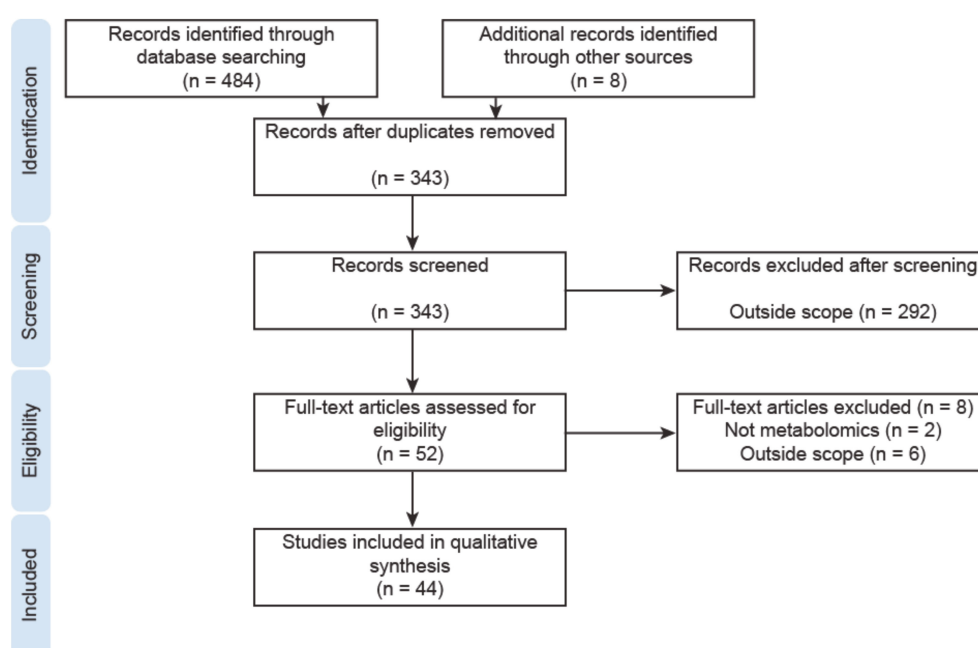 Identification
Records identified through
database searching
(n = 484)
Additional records identified
through other sources
(n = 8)
Records after duplicates removed
(n = 343)
Screening
Records screened
(n = 343)
Records excluded after screening
Outside scope (n = 292)
Eligibility
Full-text articles assessed for
eligibility
(n = 52)
Full-text articles excluded (n = 8)
Not metabolomics (n = 2)
Outside scope (n = 6)
Included
Studies included in qualitative
synthesis
(n = 44)